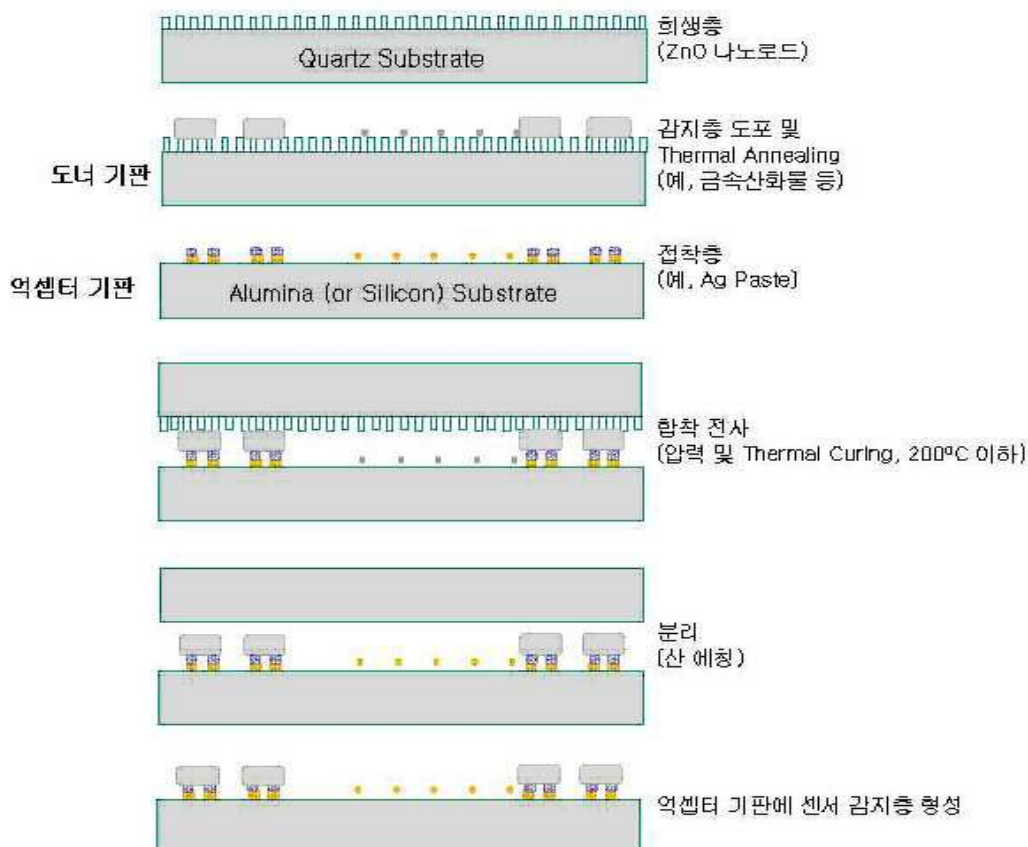 희생층
(ZnO 나노로드)
Quartz Substrate
감지층 도포 및
Thermal Annealing
(예, 금속산화물 등)
도너 기판
접착층
(예, Ag Paste)
억셉터 기판
Alumina (or Silicon) Substrate
합착 전사
(압력 및 Thermal Curing, 200ºC 이하)
분리
(산 에칭)
억셉터 기판에 센서 감지층 형성